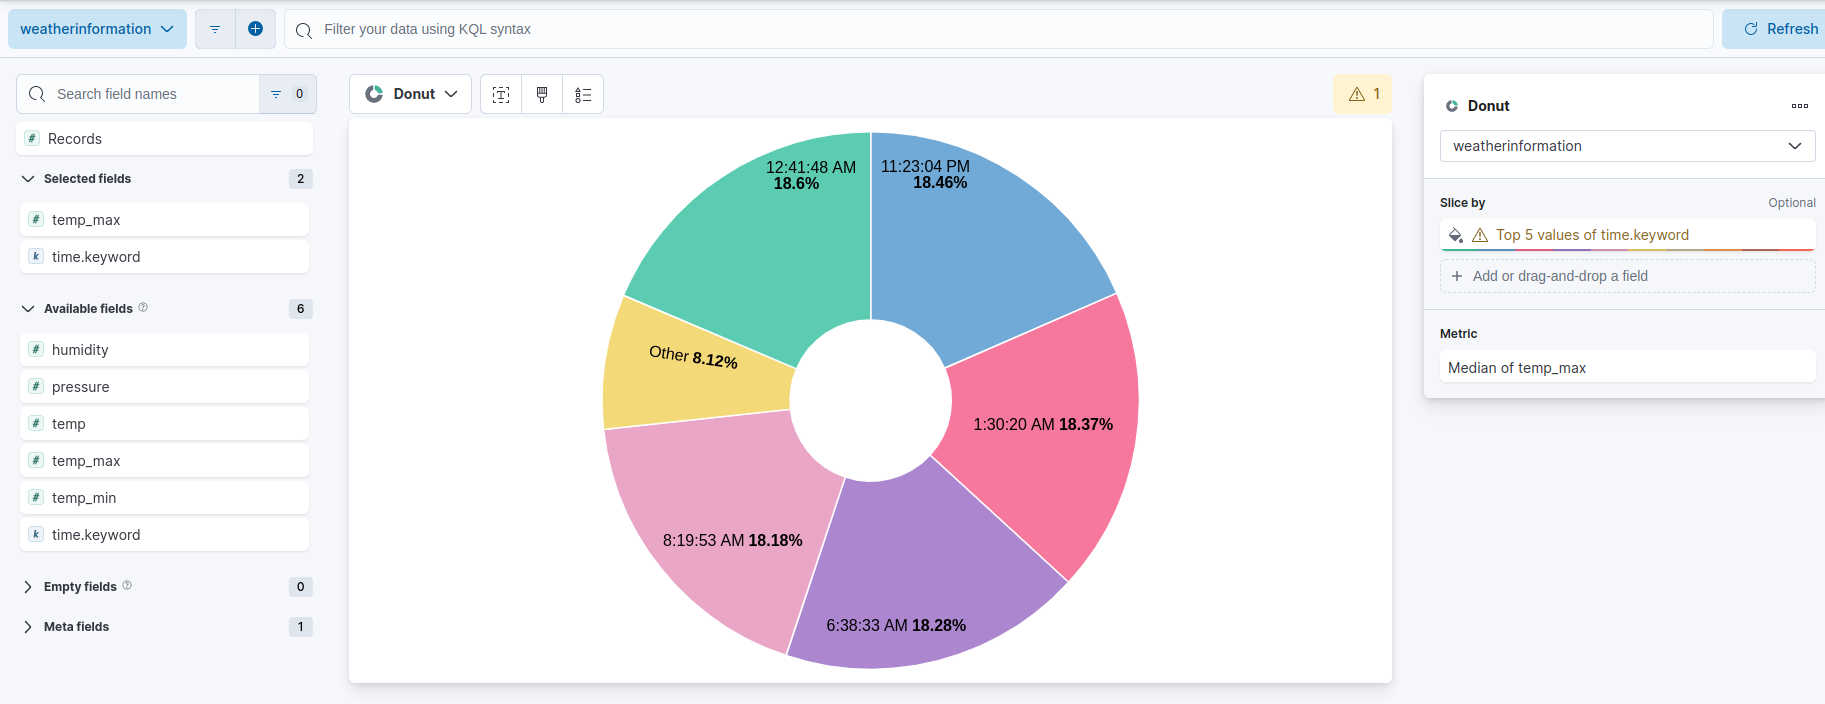 weatherinformation
Filter your data using KQL syntax
Refresh
Search field names
0
Records
Selected fields 2
temp_max
time.keyword
Available fields 6
humidity
pressure
temp
temp_max
temp_min
time.keyword
Empty fields 0
Meta fields 1
Donut
1
12:41:48 AM
18.6%
11:23:04 PM
18.46%
Other 8.12%
1:30:20 AM 18.37%
8:19:53 AM 18.18%
6:38:33 AM 18.28%
Donut
weatherinformation
Slice by Optional
Top 5 values of time.keyword
Add or drag-and-drop a field
Metric
Median of temp_max